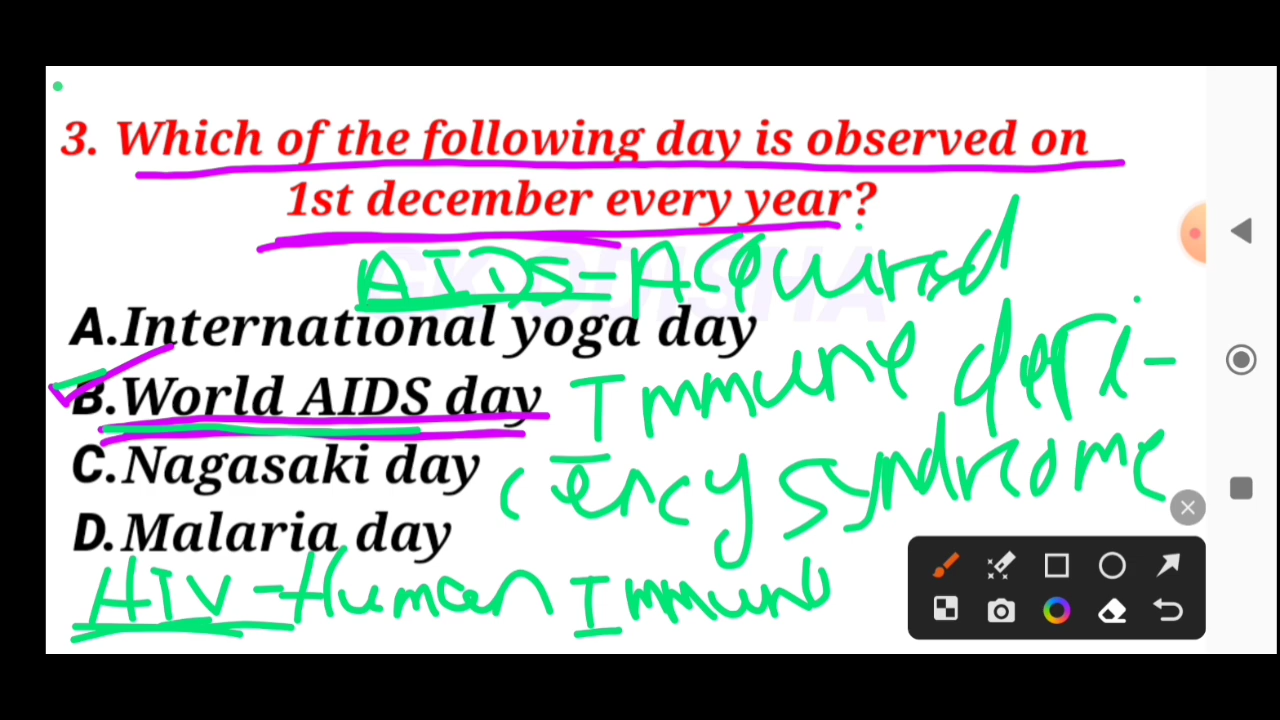 3. Which of the following day is observed on
1st december every year?
AIDS=Acquired
A.International yoga day
B.World AIDS day
Immune defi-
C.Nagasaki day
ciency syndrome
D.Malaria day
HIV-Human Immuno